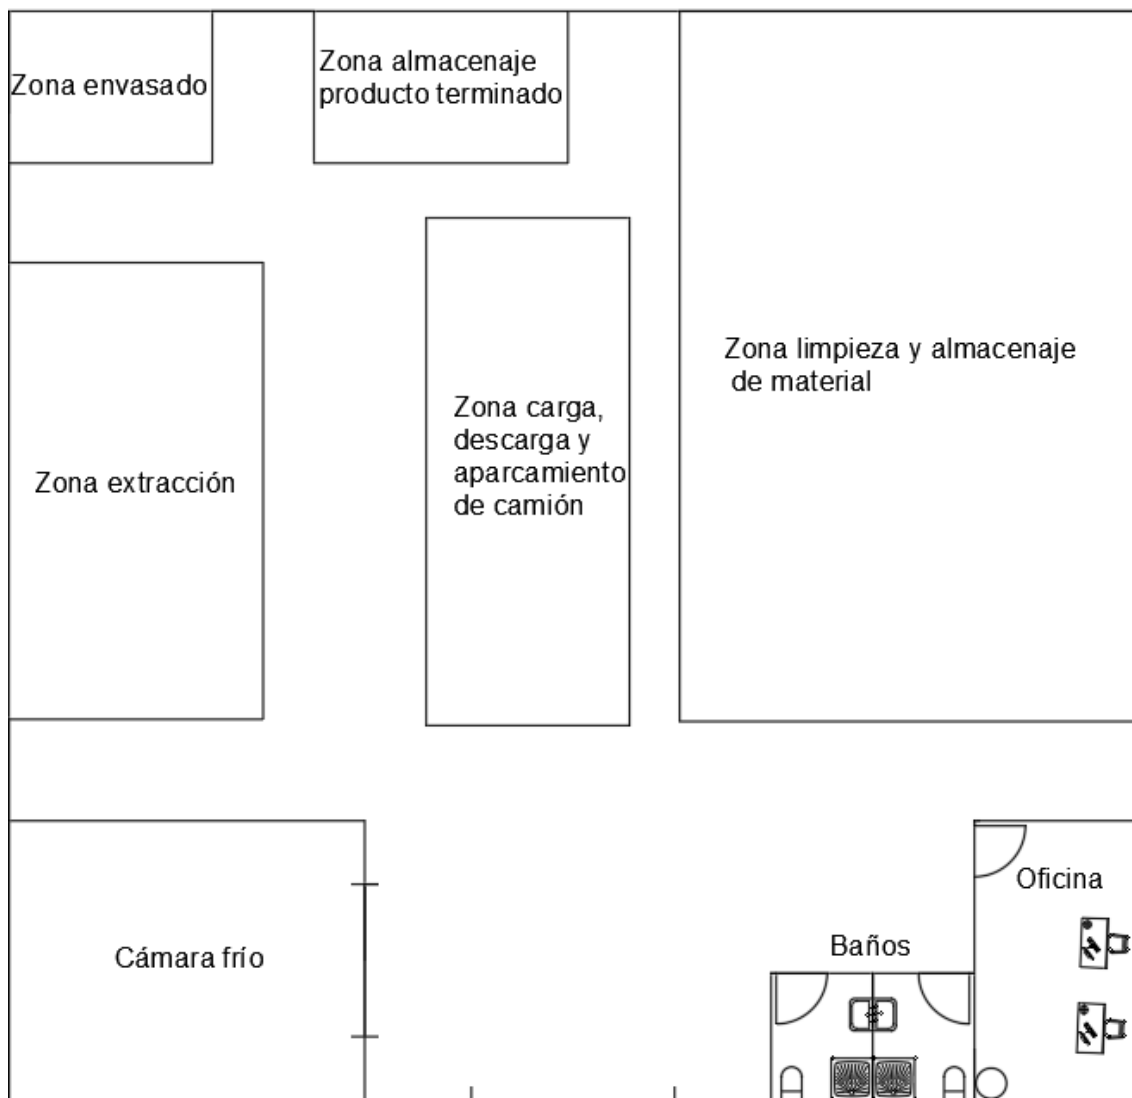 Zona envasado
Zona almacenaje
producto terminado
Zona limpieza y almacenaje
de material
Zona carga,
descarga y
aparcamiento
de camión
Zona extracción
Oficina
Baños
Cámara frío